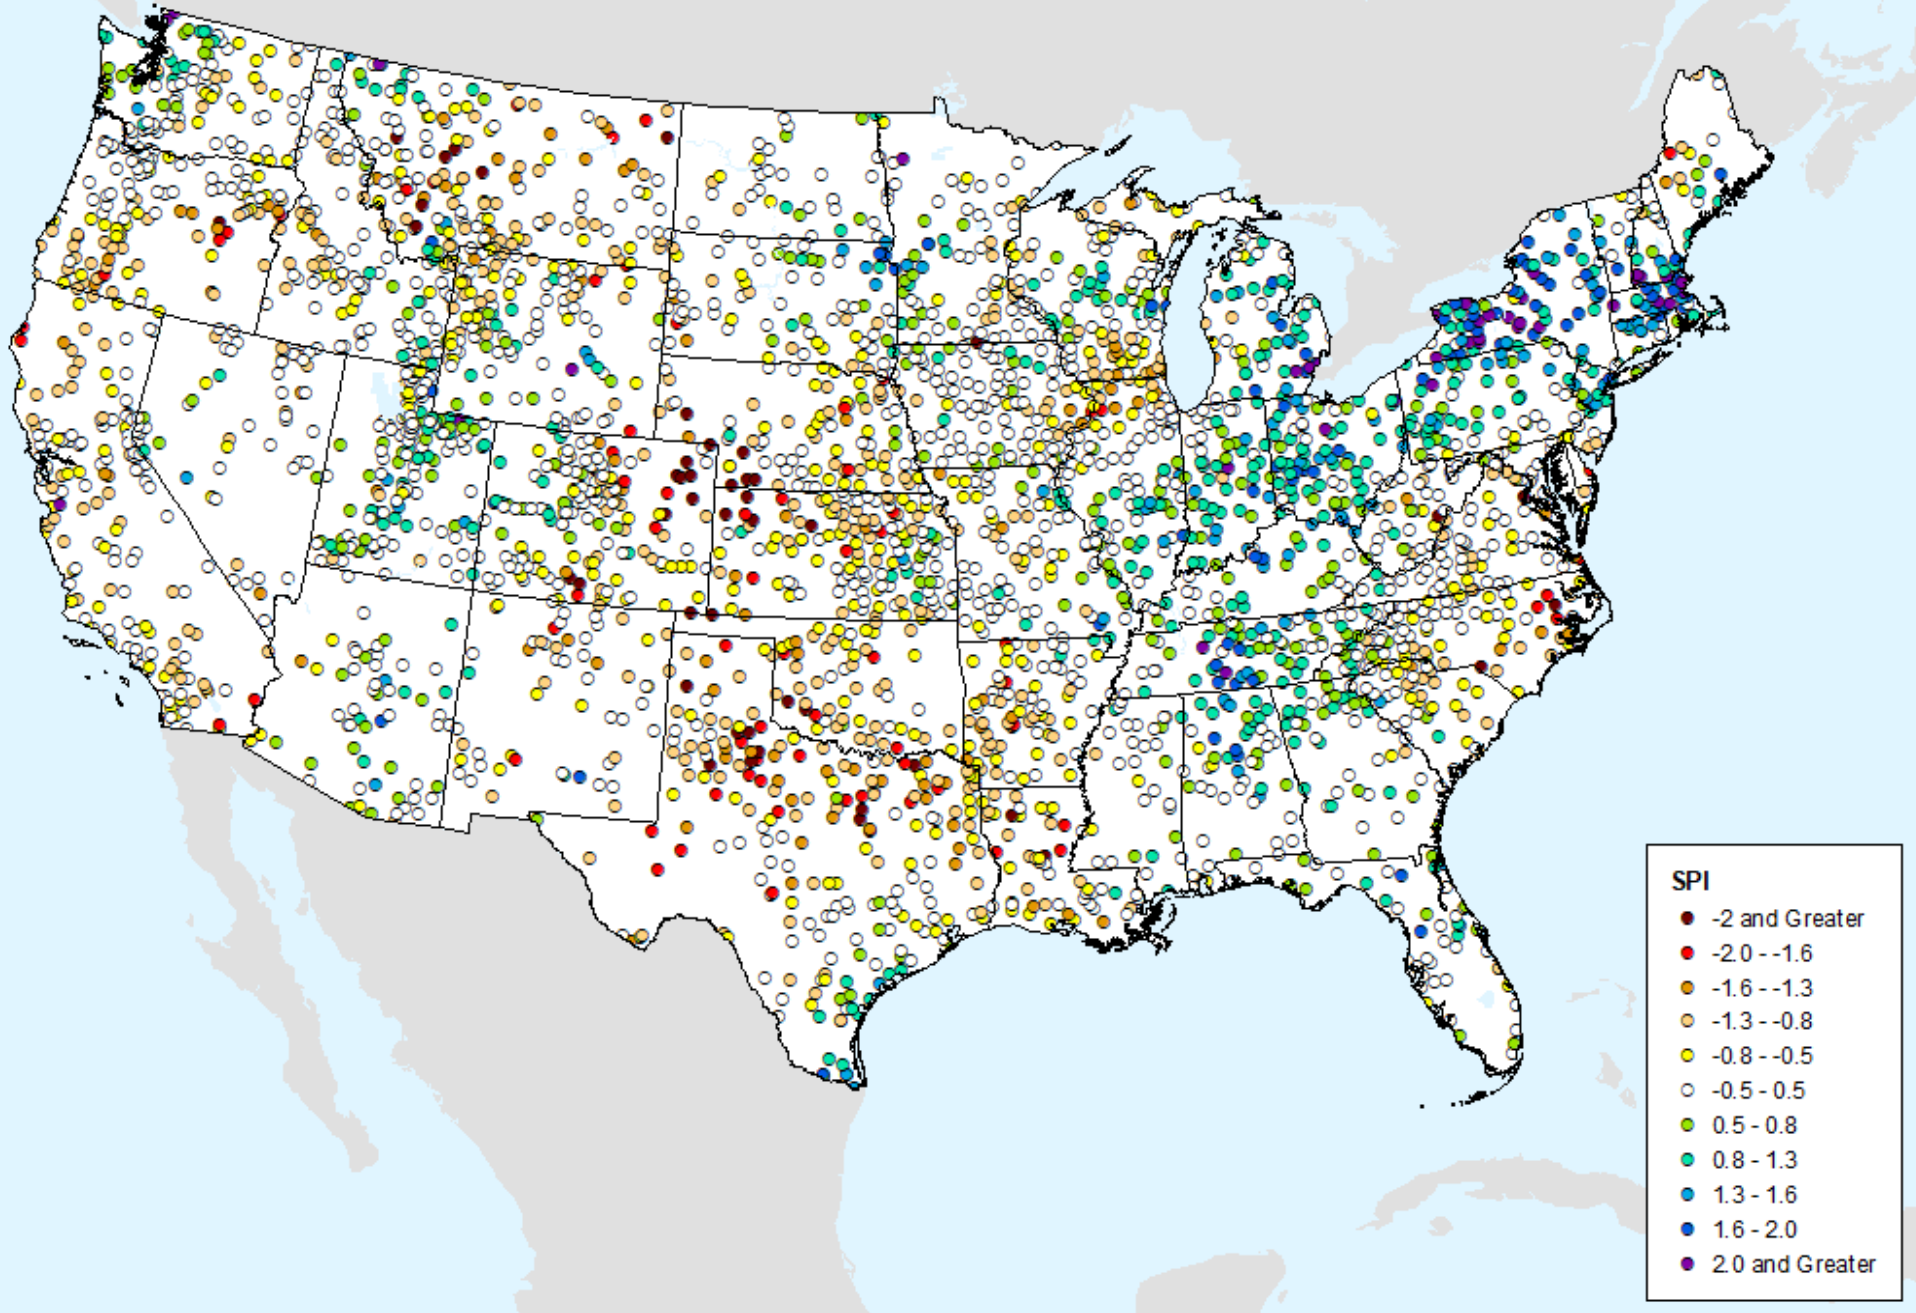 SPI
-2 and Greater
-2.0 - -1.6
-1.6 - -1.3
-1.3 - -0.8
-0.8 - -0.5
-0.5 - 0.5
0.5 - 0.8
0.8 - 1.3
1.3 - 1.6
1.6 - 2.0
2.0 and Greater